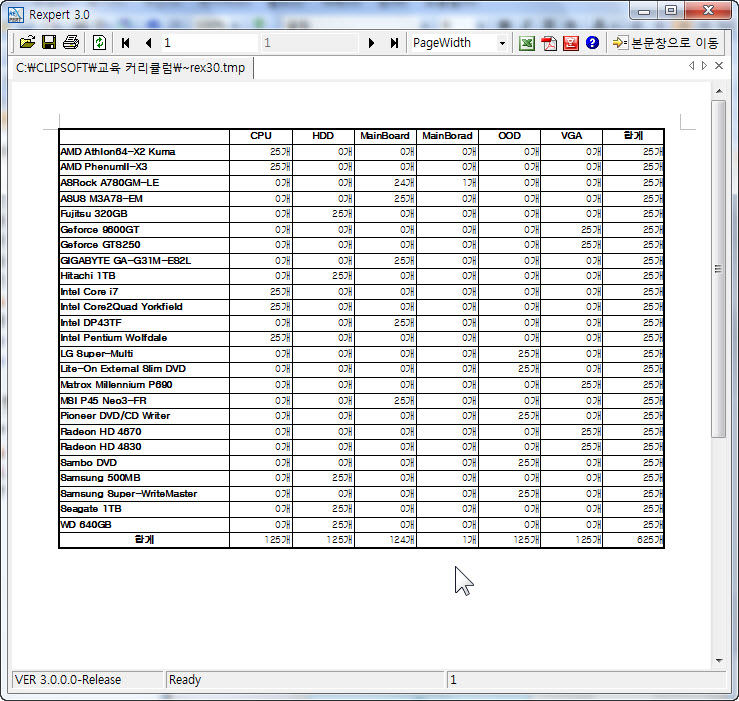 Rexpert 3.0
1 1 PageWidth 본문창으로 이동
C:₩CLIPSOFT₩교육 커리큘럼₩~rex30.tmp
CPU HDD MainBoard MainBorad OOD VGA 합계
AMD Athlon64-X2 Kuma 25개 0개 0개 0개 0개 0개 25개
AMD PhenumII-X3 25개 0개 0개 0개 0개 0개 25개
ASRock A780GM-LE 0개 0개 24개 1개 0개 0개 25개
ASUS M3A78-EM 0개 0개 25개 0개 0개 0개 25개
Fujitsu 320GB 0개 25개 0개 0개 0개 0개 25개
Geforce 9600GT 0개 0개 0개 0개 0개 25개 25개
Geforce GTS250 0개 0개 0개 0개 0개 25개 25개
GIGABYTE GA-G31M-ES2L 0개 0개 25개 0개 0개 0개 25개
Hitachi 1TB 0개 25개 0개 0개 0개 0개 25개
Intel Core i7 25개 0개 0개 0개 0개 0개 25개
Intel Core2Quad Yorkfield 25개 0개 0개 0개 0개 0개 25개
Intel DP43TF 0개 0개 25개 0개 0개 0개 25개
Intel Pentium Wolfdale 25개 0개 0개 0개 0개 0개 25개
LG Super-Multi 0개 0개 0개 0개 25개 0개 25개
Lite-On External Slim DVD 0개 0개 0개 0개 25개 0개 25개
Matrox Millennium P690 0개 0개 0개 0개 0개 25개 25개
MSI P45 Neo3-FR 0개 0개 25개 0개 0개 0개 25개
Pioneer DVD/CD Writer 0개 0개 0개 0개 25개 0개 25개
Radeon HD 4670 0개 0개 0개 0개 0개 25개 25개
Radeon HD 4830 0개 0개 0개 0개 0개 25개 25개
Sambo DVD 0개 0개 0개 0개 25개 0개 25개
Samsung 500MB 0개 25개 0개 0개 0개 0개 25개
Samsung Super-WriteMaster 0개 0개 0개 0개 25개 0개 25개
Seagate 1TB 0개 25개 0개 0개 0개 0개 25개
WD 640GB 0개 25개 0개 0개 0개 0개 25개
합계 125개 125개 124개 1개 125개 125개 625개
VER 3.0.0.0-Release Ready 1